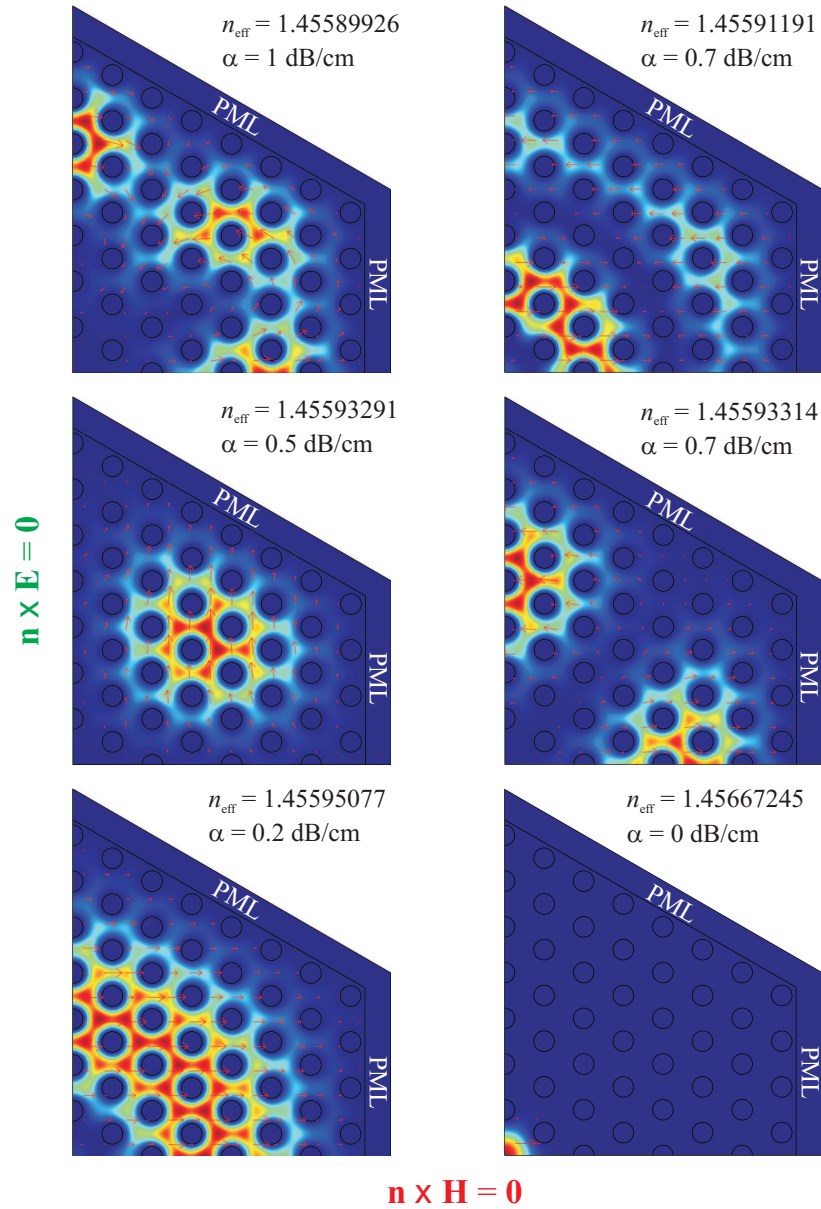 n_eff = 1.45589926
α = 1 dB/cm
PML
PML
n_eff = 1.45591191
α = 0.7 dB/cm
PML
PML
n_eff = 1.45593291
α = 0.5 dB/cm
PML
PML
n_eff = 1.45593314
α = 0.7 dB/cm
PML
PML
n x E = 0
n_eff = 1.45595077
α = 0.2 dB/cm
PML
PML
n_eff = 1.45667245
α = 0 dB/cm
PML
PML
n x H = 0